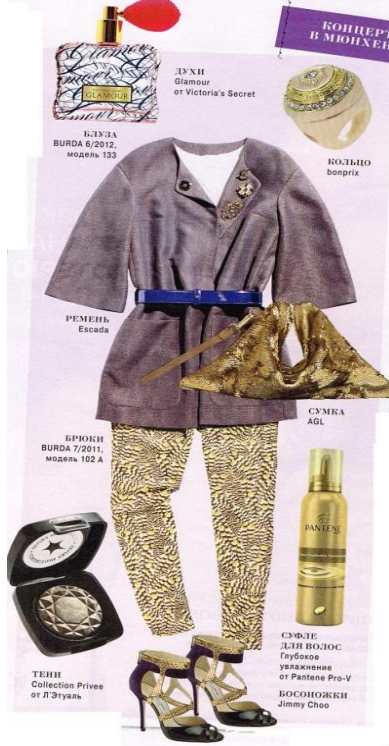 КОНЦЕРТ
В МЮНХЕН
GLAMOUR
ДУХИ
Glamour
от Victoria's Secret
БЛУЗА
BURDA 6/2012,
модель 133
КОЛЬЦО
bonprix
РЕМЕНЬ
Escada
СУМКА
AGL
БРЮКИ
BURDA 7/2011,
модель 102 А
PANTENE
СУФЛЕ
ДЛЯ ВОЛОС
Глубокое
увлажнение
от Pantene Pro-V
ТЕНИ
Collection Privee
от Л'Этуаль
БОСОНОЖКИ
Jimmy Choo